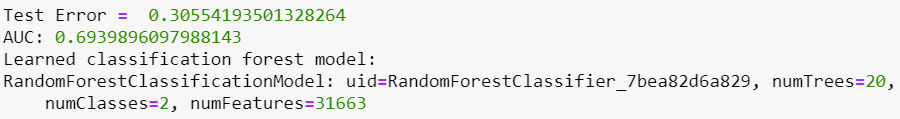 Test Error =  0.30554193501328264
AUC: 0.6939896097988143
Learned classification forest model:
RandomForestClassificationModel: uid=RandomForestClassifier_7bea82d6a829, numTrees=20,
numClasses=2, numFeatures=31663